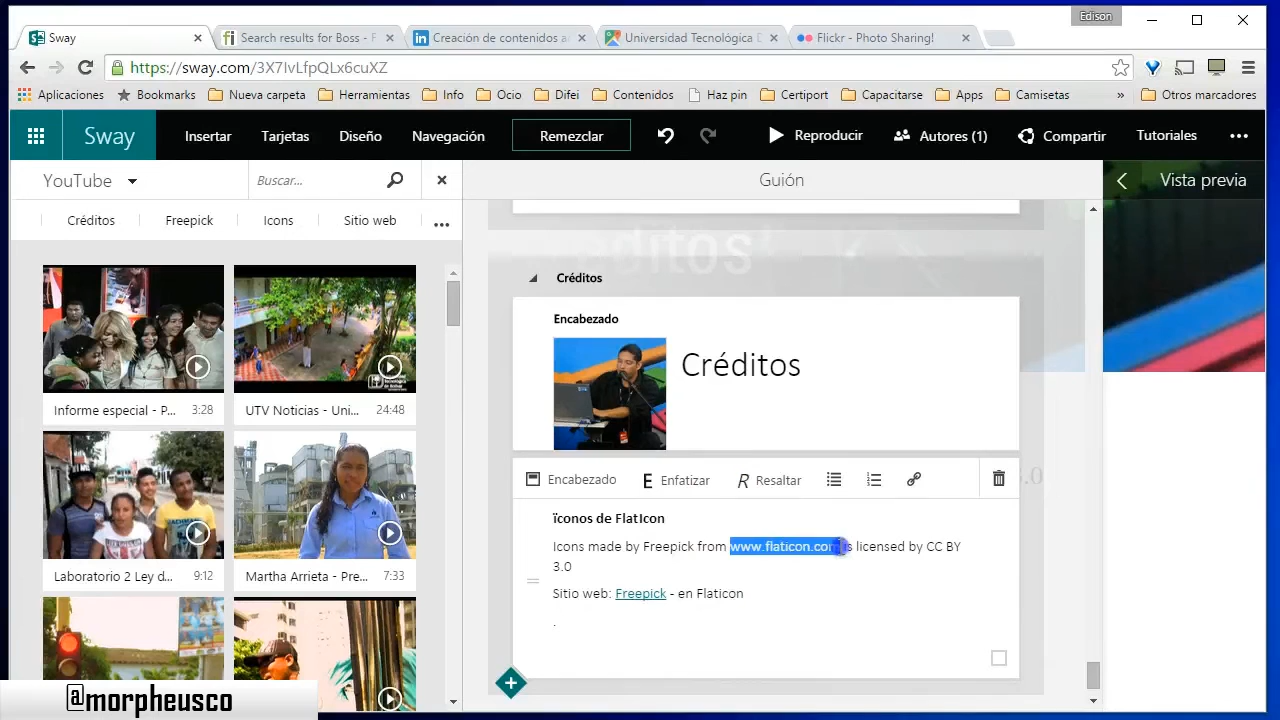 Edison
Sway
Search results for Boss - F
Creación de contenidos a
Universidad Tecnológica D
Flickr - Photo Sharing!
https://sway.com/3X7IvLfpQLx6cuXZ
Aplicaciones
Bookmarks
Nueva carpeta
Herramientas
Info
Ocio
Difei
Contenidos
Haz pin
Certiport
Capacitarse
Apps
Camisetas
»
Otros marcadores
Sway
Insertar
Tarjetas
Diseño
Navegación
Remezclar
Reproducir
Autores (1)
Compartir
Tutoriales
YouTube
Buscar...
Guión
Vista previa
Créditos
Freepick
Icons
Sitio web
Créditos
Encabezado
Créditos
Informe especial - P... 3:28
UTV Noticias - Uni... 24:48
Encabezado
E Enfatizar
R Resaltar
ïconos de FlatIcon
Icons made by Freepick from www.flaticon.com is licensed by CC BY
3.0
Sitio web: Freepick - en Flaticon
.
Laboratorio 2 Ley d... 9:12
Martha Arrieta - Pre... 7:33
@morpheusco